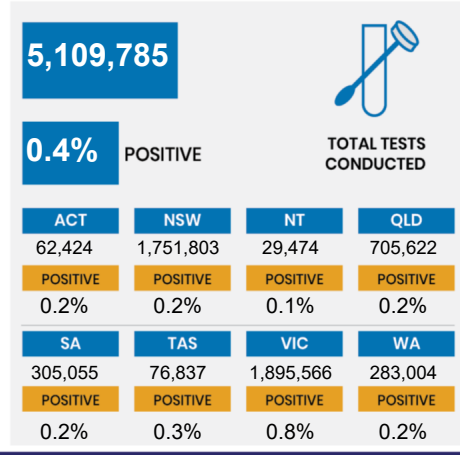 5,109,785
0.4% POSITIVE
TOTAL TESTS
CONDUCTED
ACT NSW NT QLD
62,424 1,751,803 29,474 705,622
POSITIVE POSITIVE POSITIVE POSITIVE
0.2% 0.2% 0.1% 0.2%
SA TAS VIC WA
305,055 76,837 1,895,566 283,004
POSITIVE POSITIVE POSITIVE POSITIVE
0.2% 0.3% 0.8% 0.2%